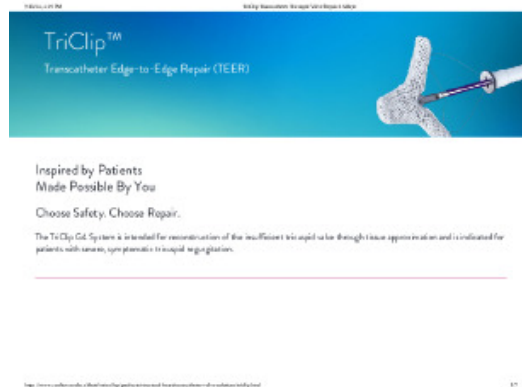 TriClip™
Transcatheter Edge-to-Edge Repair (TEER)
Inspired by Patients
Made Possible By You
Choose Safety. Choose Repair.
The TriClip G4 System is intended for reconstruction of the insufficient tricuspid valve through tissue approximation and is indicated for
patients with severe, symptomatic tricuspid regurgitation.